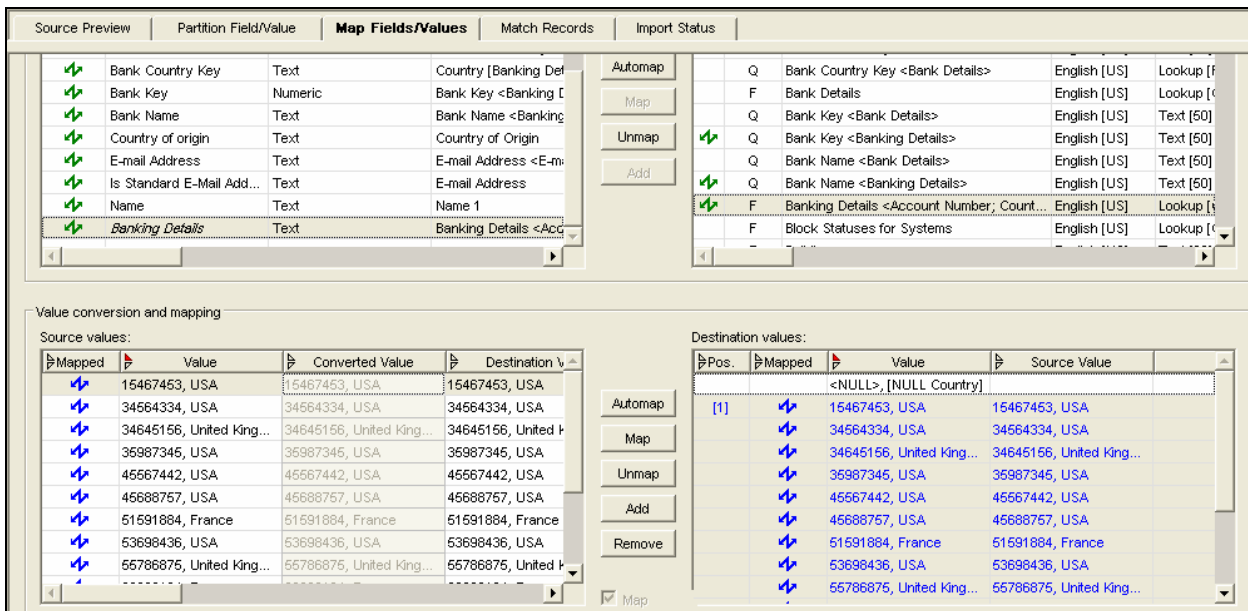 Source Preview Partition Field/Value Map Fields/Values Match Records Import Status
Bank Country Key Text Country [Banking Det
Bank Key Numeric Bank Key <Banking D
Bank Name Text Bank Name <Banking
Country of origin Text Country of Origin
E-mail Address Text E-mail Address <E-ma
Is Standard E-Mail Add... Text E-mail Address
Name Text Name 1
Banking Details Text Banking Details <Acc
Automap
Map
Unmap
Add
Q Bank Country Key <Bank Details> English [US] Lookup [F
F Bank Details English [US] Lookup [
Q Bank Key <Bank Details> English [US] Text [50]
Q Bank Key <Banking Details> English [US] Text [50]
Q Bank Name <Bank Details> English [US] Text [50]
Q Bank Name <Banking Details> English [US] Text [50]
F Banking Details <Account Number; Count... English [US] Lookup [
F Block Statuses for Systems English [US] Lookup [
Value conversion and mapping
Source values:
Mapped Value Converted Value Destination V
15467453, USA 15467453, USA 15467453, USA
34564334, USA 34564334, USA 34564334, USA
34645156, United King... 34645156, United King... 34645156, United K
35987345, USA 35987345, USA 35987345, USA
45567442, USA 45567442, USA 45567442, USA
45688757, USA 45688757, USA 45688757, USA
51591884, France 51591884, France 51591884, France
53698436, USA 53698436, USA 53698436, USA
55786875, United King... 55786875, United King... 55786875, United K
Automap
Map
Unmap
Add
Remove
Map
Destination values:
Pos. Mapped Value Source Value
<NULL>, [NULL Country]
[1] 15467453, USA 15467453, USA
34564334, USA 34564334, USA
34645156, United King... 34645156, United King...
35987345, USA 35987345, USA
45567442, USA 45567442, USA
45688757, USA 45688757, USA
51591884, France 51591884, France
53698436, USA 53698436, USA
55786875, United King... 55786875, United King...